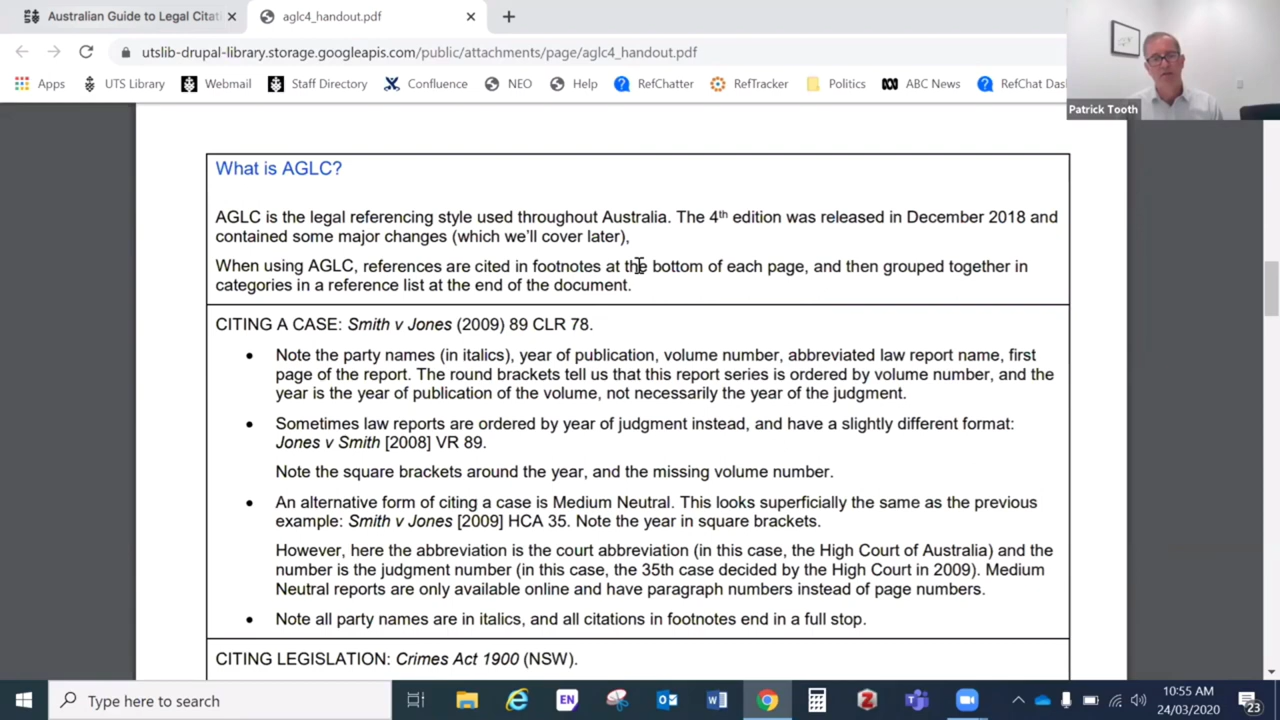 Australian Guide to Legal Citati
aglc4_handout.pdf
utslib-drupal-library.storage.googleapis.com/public/attachments/page/aglc4_handout.pdf
Apps UTS Library Webmail Staff Directory Confluence NEO Help RefChatter RefTracker Politics ABC News RefChat Das
Patrick Tooth
What is AGLC?
AGLC is the legal referencing style used throughout Australia. The 4th edition was released in December 2018 and
contained some major changes (which we'll cover later),
When using AGLC, references are cited in footnotes at the bottom of each page, and then grouped together in
categories in a reference list at the end of the document.
CITING A CASE: Smith v Jones (2009) 89 CLR 78.
• Note the party names (in italics), year of publication, volume number, abbreviated law report name, first
page of the report. The round brackets tell us that this report series is ordered by volume number, and the
year is the year of publication of the volume, not necessarily the year of the judgment.
• Sometimes law reports are ordered by year of judgment instead, and have a slightly different format:
Jones v Smith [2008] VR 89.
Note the square brackets around the year, and the missing volume number.
• An alternative form of citing a case is Medium Neutral. This looks superficially the same as the previous
example: Smith v Jones [2009] HCA 35. Note the year in square brackets.
However, here the abbreviation is the court abbreviation (in this case, the High Court of Australia) and the
number is the judgment number (in this case, the 35th case decided by the High Court in 2009). Medium
Neutral reports are only available online and have paragraph numbers instead of page numbers.
• Note all party names are in italics, and all citations in footnotes end in a full stop.
CITING LEGISLATION: Crimes Act 1900 (NSW).
Type here to search
EN
10:55 AM
24/03/2020
23